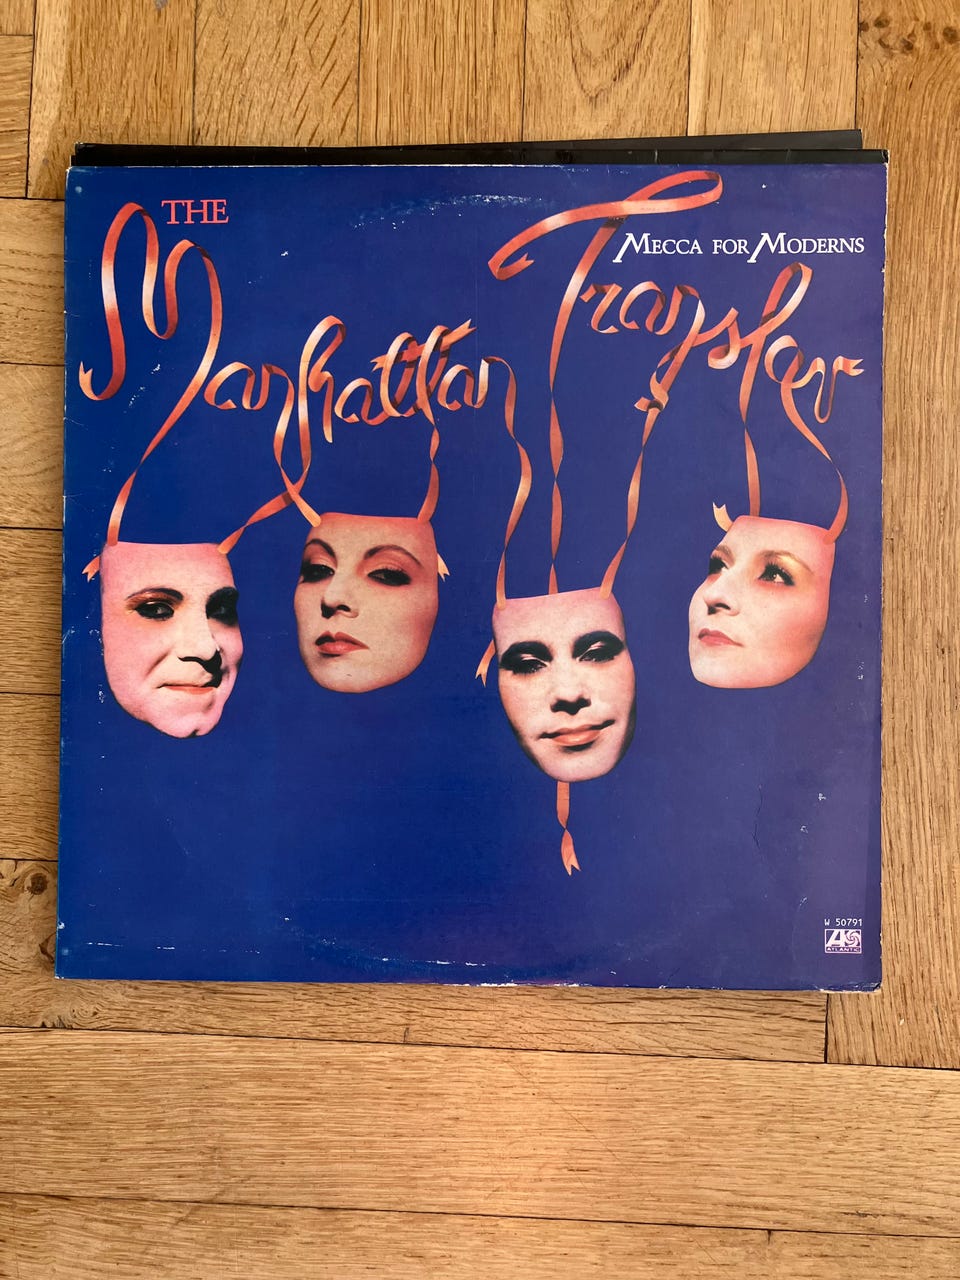 THE
Manhattan Transfer
MECCA FOR MODERNS
W 50791
ATLANTIC